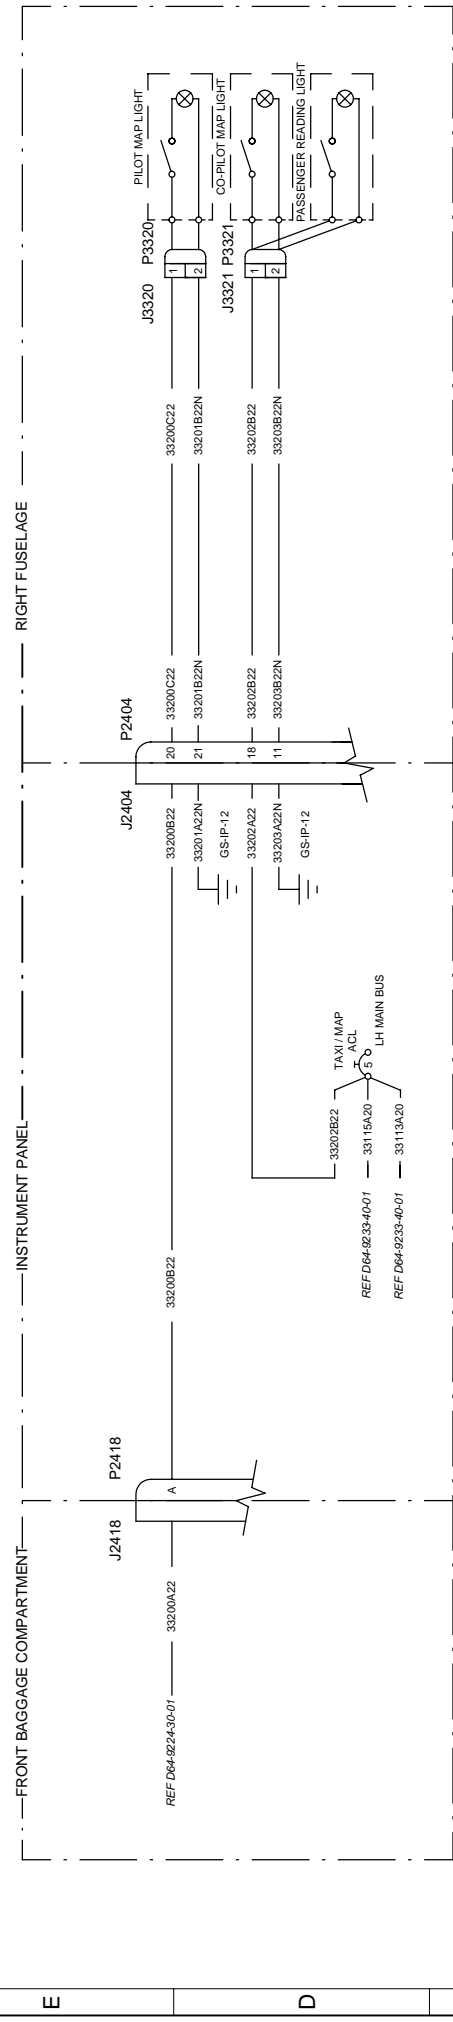 FRONT BAGGAGE COMPARTMENT
INSTRUMENT PANEL
RIGHT FUSELAGE
J2418
P2418
J2404
P2404
J3320
P3320
PILOT MAP LIGHT
REF D64-9224-30-01
33200A22
A
33200B22
33200B22
20
33200C22
33200C22
1
33201A22N
21
33201B22N
33201B22N
2
GS-IP-12
J3321
P3321
CO-PILOT MAP LIGHT
33202A22
18
33202B22
33202B22
1
33203A22N
11
33203B22N
33203B22N
2
GS-IP-12
PASSENGER READING LIGHT
33202B22
TAXI / MAP
ACL
5
LH MAIN BUS
REF D64-9233-40-01
33115A20
REF D64-9233-40-01
33113A20
E
D